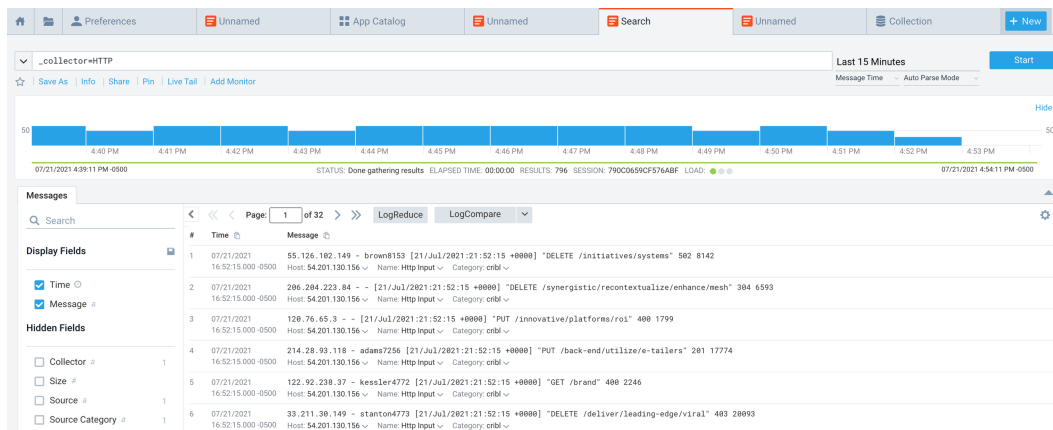 Preferences Unnamed App Catalog Unnamed Search Unnamed Collection + New
_collector=HTTP Last 15 Minutes Start
Save As | Info | Share | Pin | Live Tail | Add Monitor Message Time Auto Parse Mode
Hide
50 50
4:40 PM 4:41 PM 4:42 PM 4:43 PM 4:44 PM 4:45 PM 4:46 PM 4:47 PM 4:48 PM 4:49 PM 4:50 PM 4:51 PM 4:52 PM 4:53 PM
07/21/2021 4:39:11 PM -0500 STATUS: Done gathering results ELAPSED TIME: 00:00:00 RESULTS: 796 SESSION: 790C0659CF576ABF LOAD: 07/21/2021 4:54:11 PM -0500
Messages
Search
Display Fields
Time
Message #
Hidden Fields
Collector # 1
Size #
Source # 1
Source Category # 1
Page: 1 of 32 LogReduce LogCompare
# Time Message
1 07/21/2021 55.126.102.149 - brown8153 [21/Jul/2021:21:52:15 +0000] "DELETE /initiatives/systems" 502 8142
16:52:15.000 -0500 Host: 54.201.130.156 Name: Http Input Category: cribl
2 07/21/2021 206.204.223.84 - - [21/Jul/2021:21:52:15 +0000] "DELETE /synergistic/recontextualize/enhance/mesh" 304 6593
16:52:15.000 -0500 Host: 54.201.130.156 Name: Http Input Category: cribl
3 07/21/2021 120.76.65.3 - - [21/Jul/2021:21:52:15 +0000] "PUT /innovative/platforms/roi" 400 1799
16:52:15.000 -0500 Host: 54.201.130.156 Name: Http Input Category: cribl
4 07/21/2021 214.28.93.118 - adams7256 [21/Jul/2021:21:52:15 +0000] "PUT /back-end/utilize/e-tailers" 201 17774
16:52:15.000 -0500 Host: 54.201.130.156 Name: Http Input Category: cribl
5 07/21/2021 122.92.238.37 - kessler4772 [21/Jul/2021:21:52:15 +0000] "GET /brand" 400 2246
16:52:15.000 -0500 Host: 54.201.130.156 Name: Http Input Category: cribl
6 07/21/2021 33.211.30.149 - stanton4773 [21/Jul/2021:21:52:15 +0000] "DELETE /deliver/leading-edge/viral" 403 20093
16:52:15.000 -0500 Host: 54.201.130.156 Name: Http Input Category: cribl